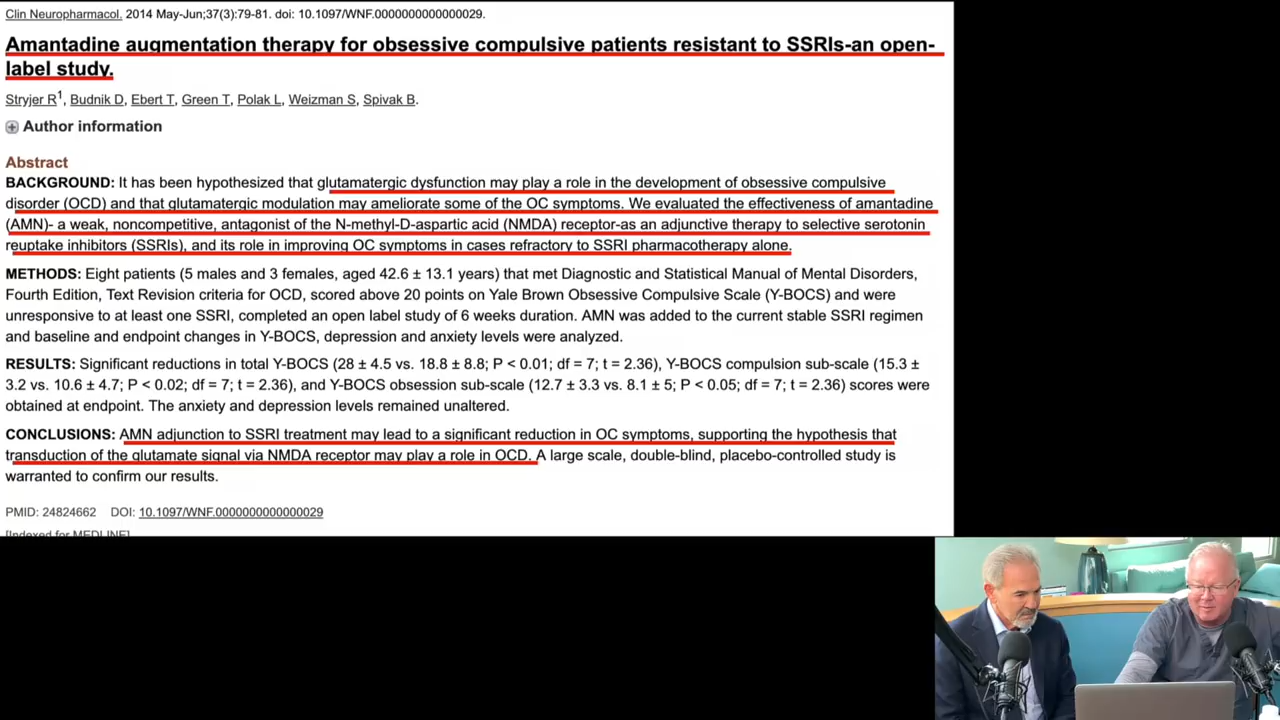 Clin Neuropharmacol. 2014 May-Jun;37(3):79-81. doi: 10.1097/WNF.0000000000000029.
Amantadine augmentation therapy for obsessive compulsive patients resistant to SSRIs-an open-
label study.
Stryjer R1, Budnik D, Ebert T, Green T, Polak L, Weizman S, Spivak B.
Author information
Abstract
BACKGROUND: It has been hypothesized that glutamatergic dysfunction may play a role in the development of obsessive compulsive
disorder (OCD) and that glutamatergic modulation may ameliorate some of the OC symptoms. We evaluated the effectiveness of amantadine
(AMN)- a weak, noncompetitive, antagonist of the N-methyl-D-aspartic acid (NMDA) receptor-as an adjunctive therapy to selective serotonin
reuptake inhibitors (SSRIs), and its role in improving OC symptoms in cases refractory to SSRI pharmacotherapy alone.
METHODS: Eight patients (5 males and 3 females, aged 42.6 ± 13.1 years) that met Diagnostic and Statistical Manual of Mental Disorders,
Fourth Edition, Text Revision criteria for OCD, scored above 20 points on Yale Brown Obsessive Compulsive Scale (Y-BOCS) and were
unresponsive to at least one SSRI, completed an open label study of 6 weeks duration. AMN was added to the current stable SSRI regimen
and baseline and endpoint changes in Y-BOCS, depression and anxiety levels were analyzed.
RESULTS: Significant reductions in total Y-BOCS (28 ± 4.5 vs. 18.8 ± 8.8; P < 0.01; df = 7; t = 2.36), Y-BOCS compulsion sub-scale (15.3 ±
3.2 vs. 10.6 ± 4.7; P < 0.02; df = 7; t = 2.36), and Y-BOCS obsession sub-scale (12.7 ± 3.3 vs. 8.1 ± 5; P < 0.05; df = 7; t = 2.36) scores were
obtained at endpoint. The anxiety and depression levels remained unaltered.
CONCLUSIONS: AMN adjunction to SSRI treatment may lead to a significant reduction in OC symptoms, supporting the hypothesis that
transduction of the glutamate signal via NMDA receptor may play a role in OCD. A large scale, double-blind, placebo-controlled study is
warranted to confirm our results.
PMID: 24824662 DOI: 10.1097/WNF.0000000000000029
[Indexed for MEDLINE]